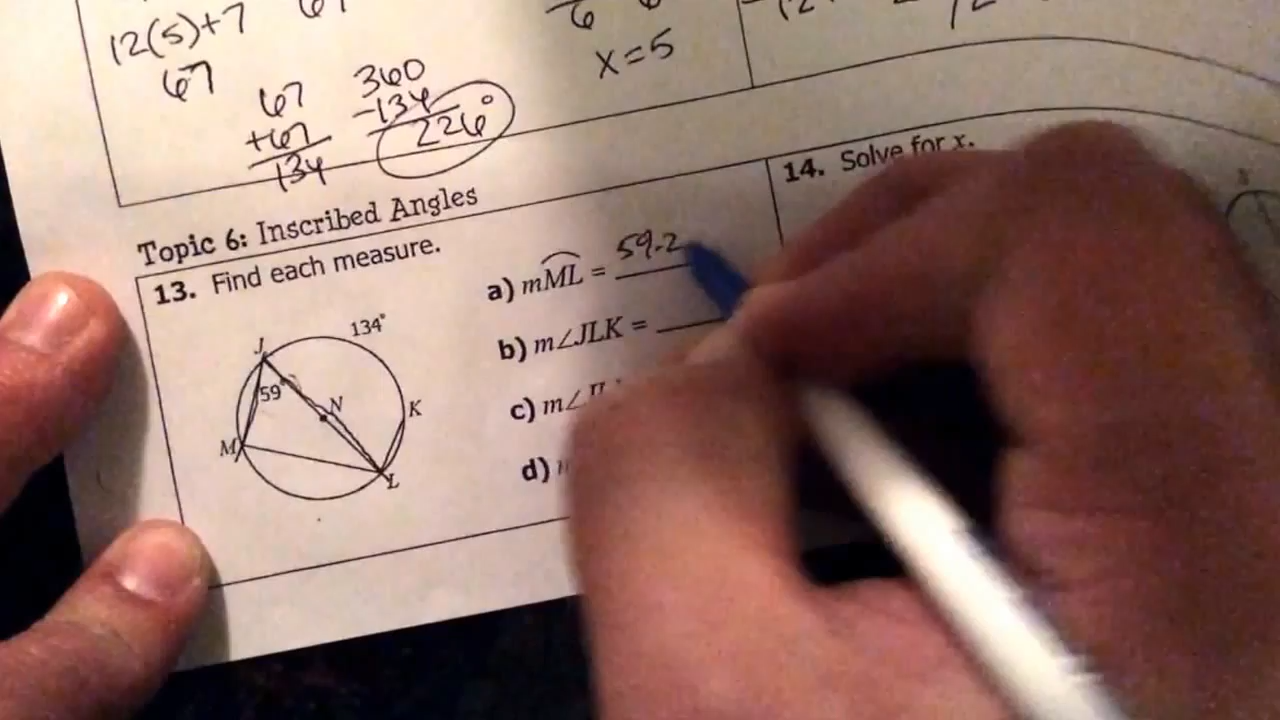 12(5)+7
67
67
+67
134
360
-134
226°
6
x=5
Topic 6: Inscribed Angles
13. Find each measure.
134°
J
59°
N
K
M
L
a) mML = 59.2
b) m∠JLK =
c) m∠
d)
14. Solve for x.